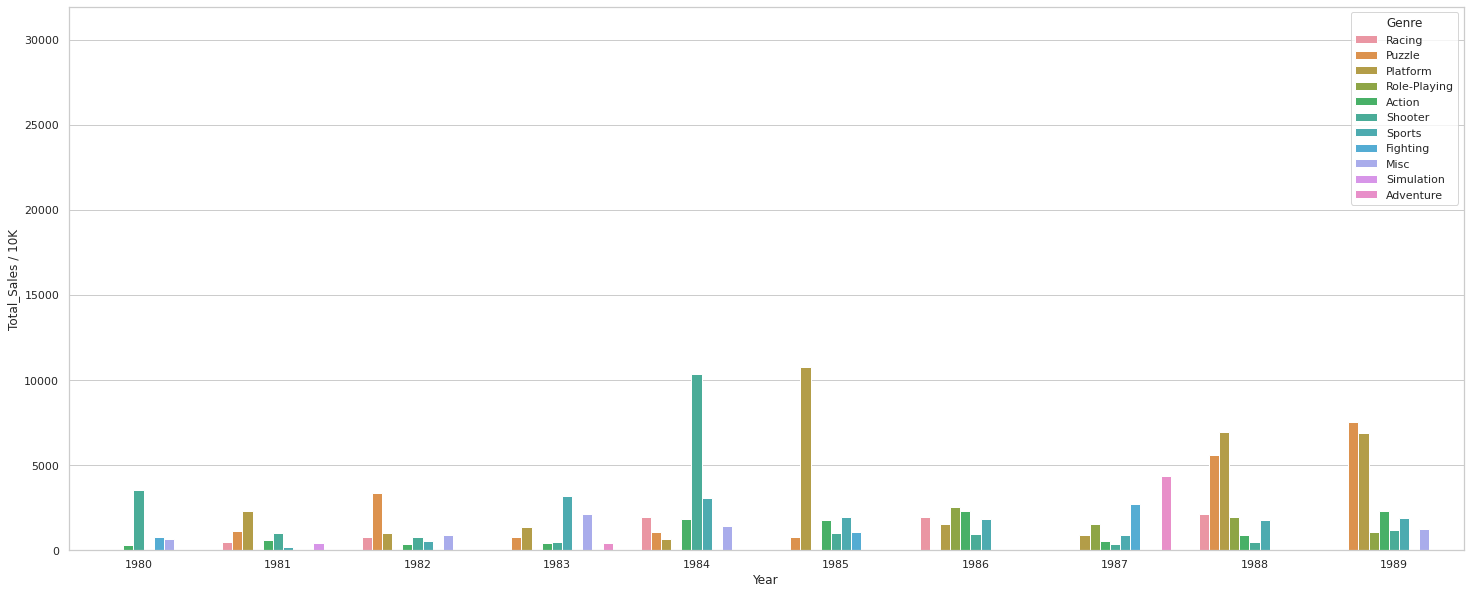 30000
25000
20000
15000
10000
5000
0
Total_Sales / 10K
Genre
Racing
Puzzle
Platform
Role-Playing
Action
Shooter
Sports
Fighting
Misc
Simulation
Adventure
1980 1981 1982 1983 1984 1985 1986 1987 1988 1989
Year